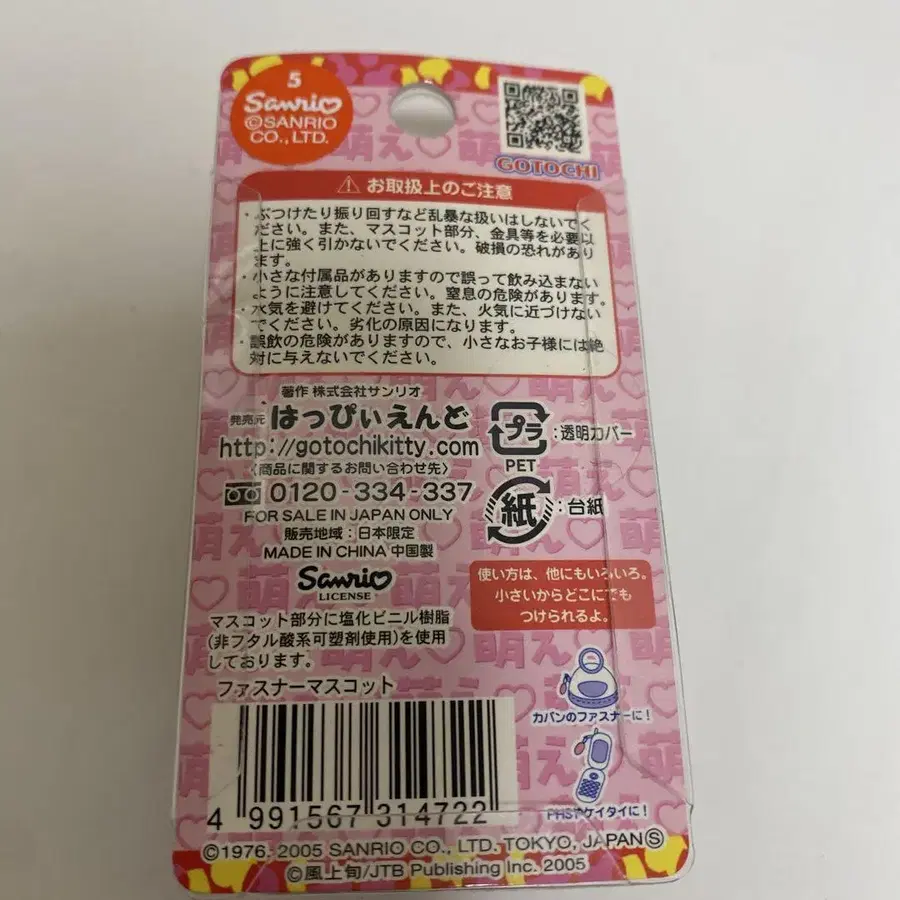 5
Sanrio
©SANRIO
CO., LTD.
GOTOCHI
お取扱上のご注意
・ぶつけたり振り回すなど乱暴な扱いはしないでく
ださい。また、マスコット部分、金具等を必要以
上に強く引かないでください。破損の恐れがあり
ます。
・小さな付属品がありますので誤って飲み込まない
ように注意してください。窒息の危険があります。
・水気を避けてください。また、火気に近づけない
でください。劣化の原因になります。
・誤飲の危険がありますので、小さなお子様には絶
対に与えないでください。
著作 株式会社サンリオ
発売元 はっぴぃえんど
http://gotochikitty.com
〈商品に関するお問い合わせ先〉
0120-334-337
FOR SALE IN JAPAN ONLY
販売地域：日本限定
MADE IN CHINA 中国製
Sanrio
LICENSE
プラ :透明カバー
PET
紙 :台紙
使い方は、他にもいろいろ。
小さいからどこにでも
つけられるよ。
マスコット部分に塩化ビニル樹脂
(非フタル酸系可塑剤使用)を使用
しております。
ファスナーマスコット
カバンのファスナーに!
PHSやケイタイに!
4 991567 314722
©1976, 2005 SANRIO CO., LTD. TOKYO, JAPAN Ⓢ
©風上旬/JTB Publishing Inc. 2005
萌え